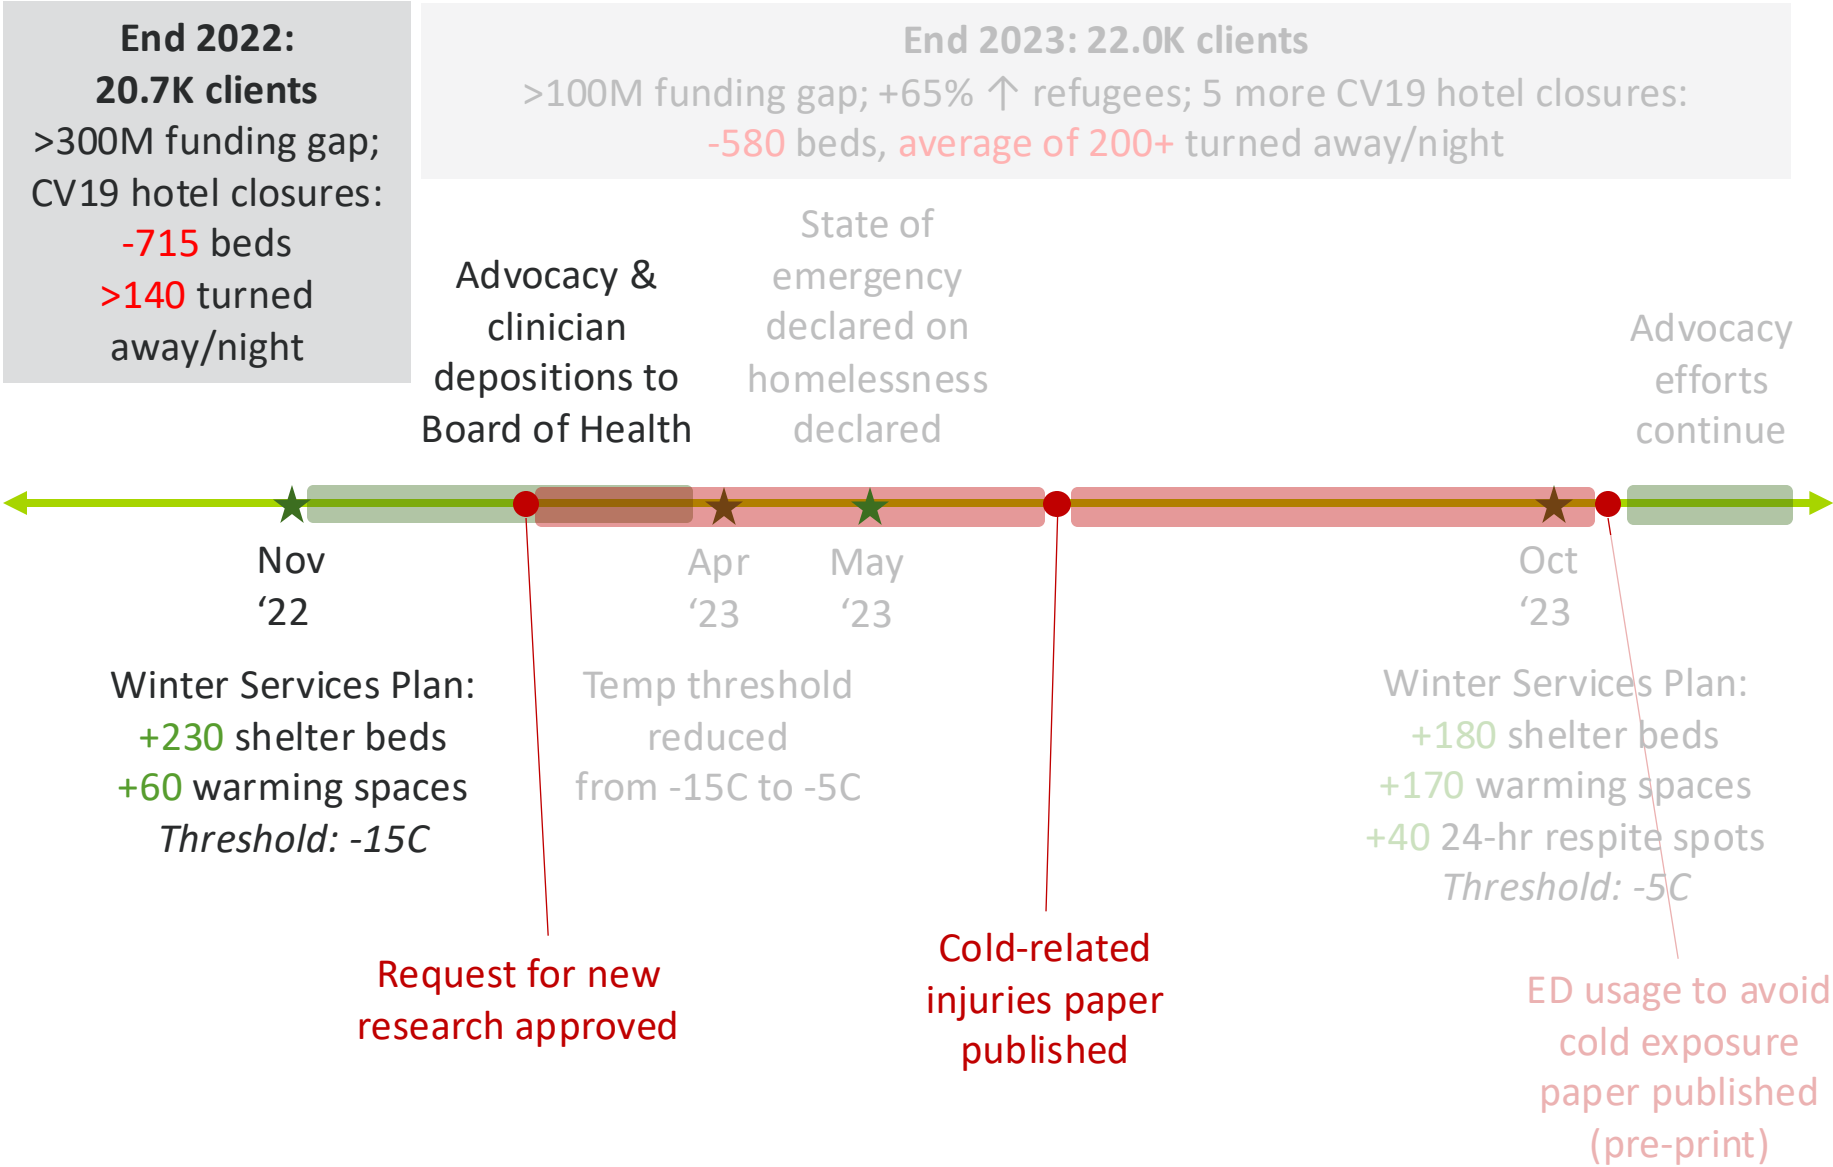 End 2022:
20.7K clients
>300M funding gap;
CV19 hotel closures:
-715 beds
>140 turned
away/night
End 2023: 22.0K clients
>100M funding gap; +65% ↑ refugees; 5 more CV19 hotel closures:
-580 beds, average of 200+ turned away/night
Advocacy &
clinician
depositions to
Board of Health
State of
emergency
declared on
homelessness
declared
Advocacy
efforts
continue
Nov
‘22
Apr
‘23
May
‘23
Oct
‘23
Winter Services Plan:
+230 shelter beds
+60 warming spaces
Threshold: -15C
Temp threshold
reduced
from -15C to -5C
Winter Services Plan:
+180 shelter beds
+170 warming spaces
+40 24-hr respite spots
Threshold: -5C
Request for new
research approved
Cold-related
injuries paper
published
ED usage to avoid
cold exposure
paper published
(pre-print)